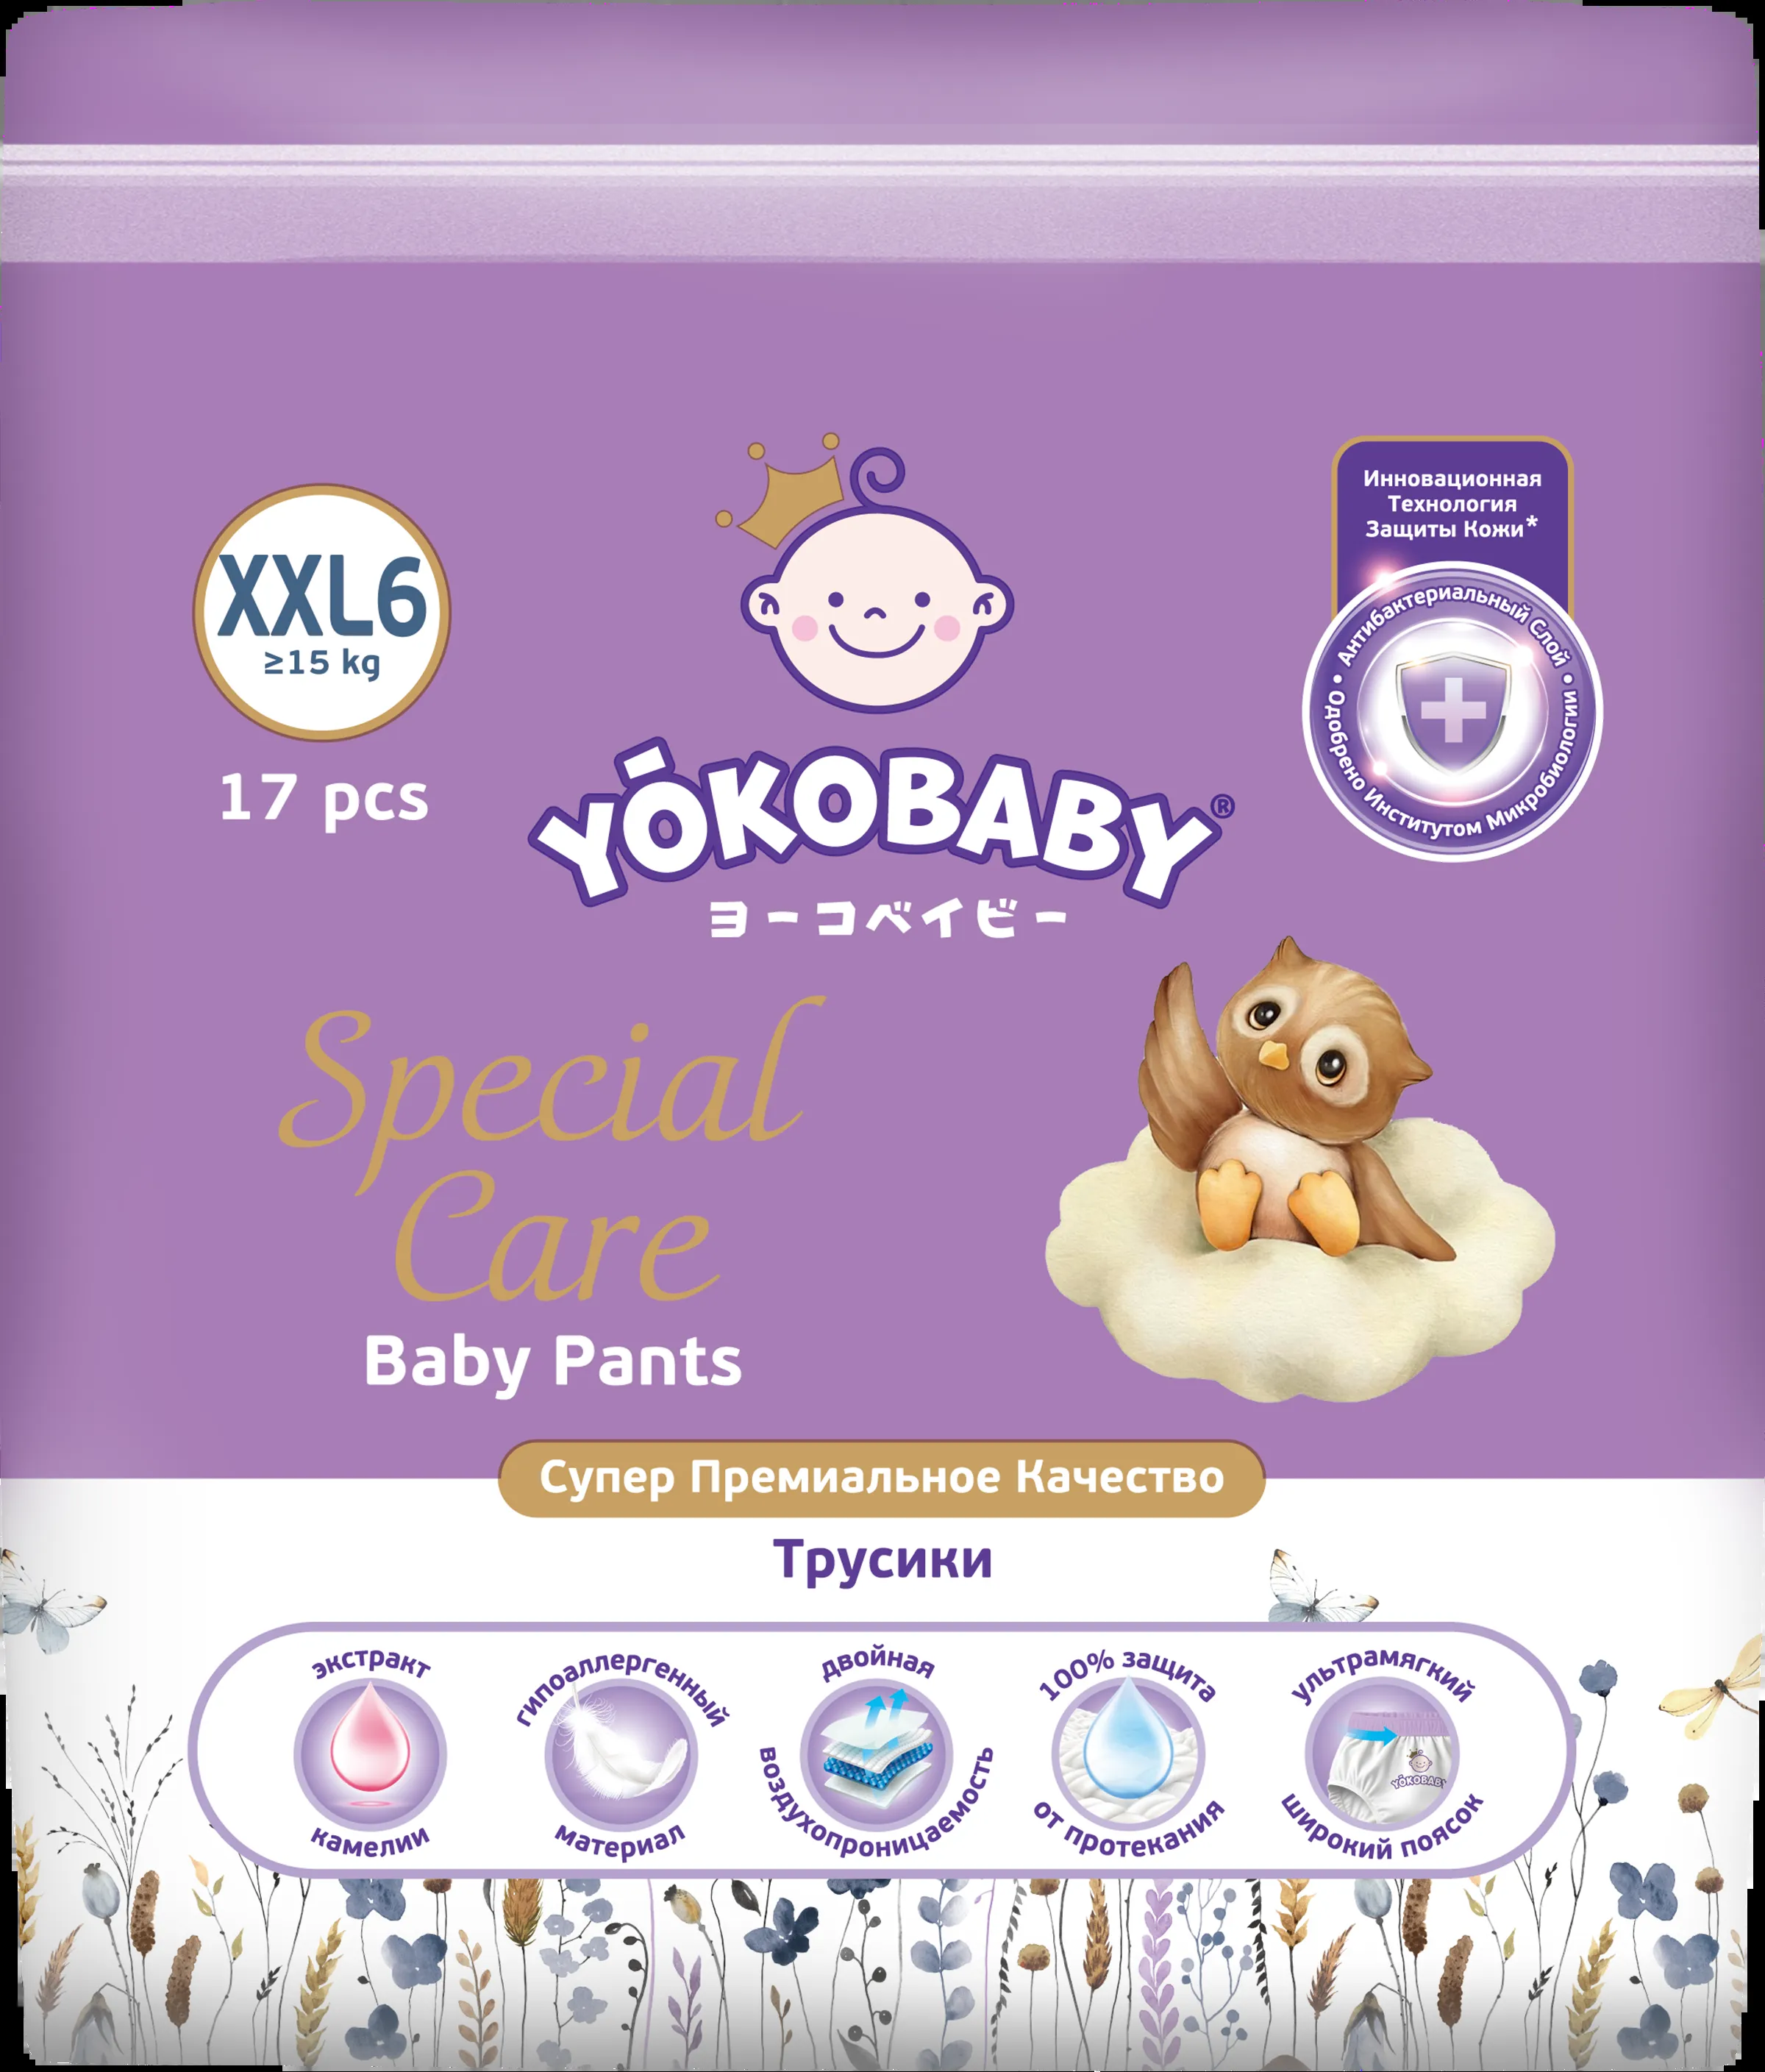 XXL6
≥15 kg
17 pcs
YŌKOBABY®
ヨーコベイビー
Инновационная
Технология
Защиты Кожи*
Антибактериальный Слой •
Одобрено Институтом Микробиологии •
Special
Care
Baby Pants
Супер Премиальное Качество
Трусики
экстракт
камелии
гипоаллергенный
материал
двойная
воздухопроницаемость
100% защита
от протекания
ультрамягкий
широкий поясок
YŌKOBABY